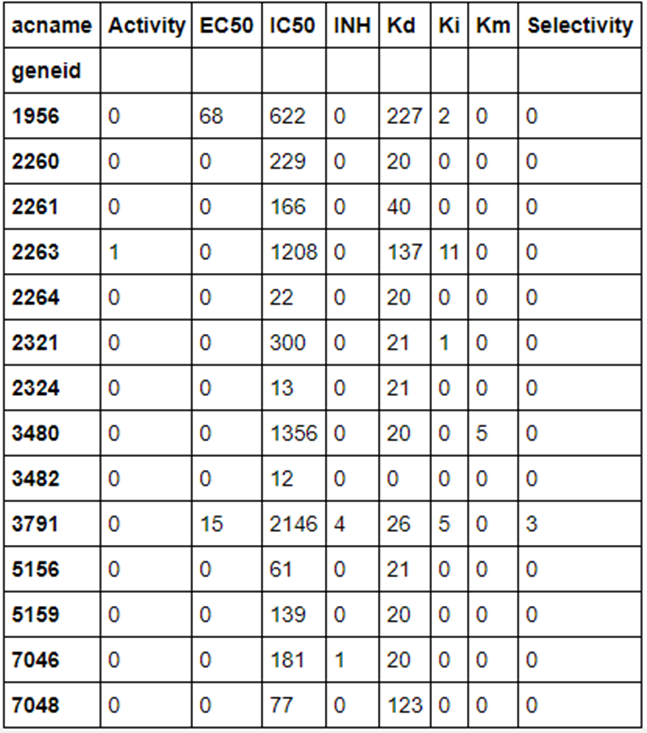 acname Activity EC50 IC50 INH Kd Ki Km Selectivity
geneid
1956 0 68 622 0 227 2 0 0
2260 0 0 229 0 20 0 0 0
2261 0 0 166 0 40 0 0 0
2263 1 0 1208 0 137 11 0 0
2264 0 0 22 0 20 0 0 0
2321 0 0 300 0 21 1 0 0
2324 0 0 13 0 21 0 0 0
3480 0 0 1356 0 20 0 5 0
3482 0 0 12 0 0 0 0 0
3791 0 15 2146 4 26 5 0 3
5156 0 0 61 0 21 0 0 0
5159 0 0 139 0 20 0 0 0
7046 0 0 181 1 20 0 0 0
7048 0 0 77 0 123 0 0 0